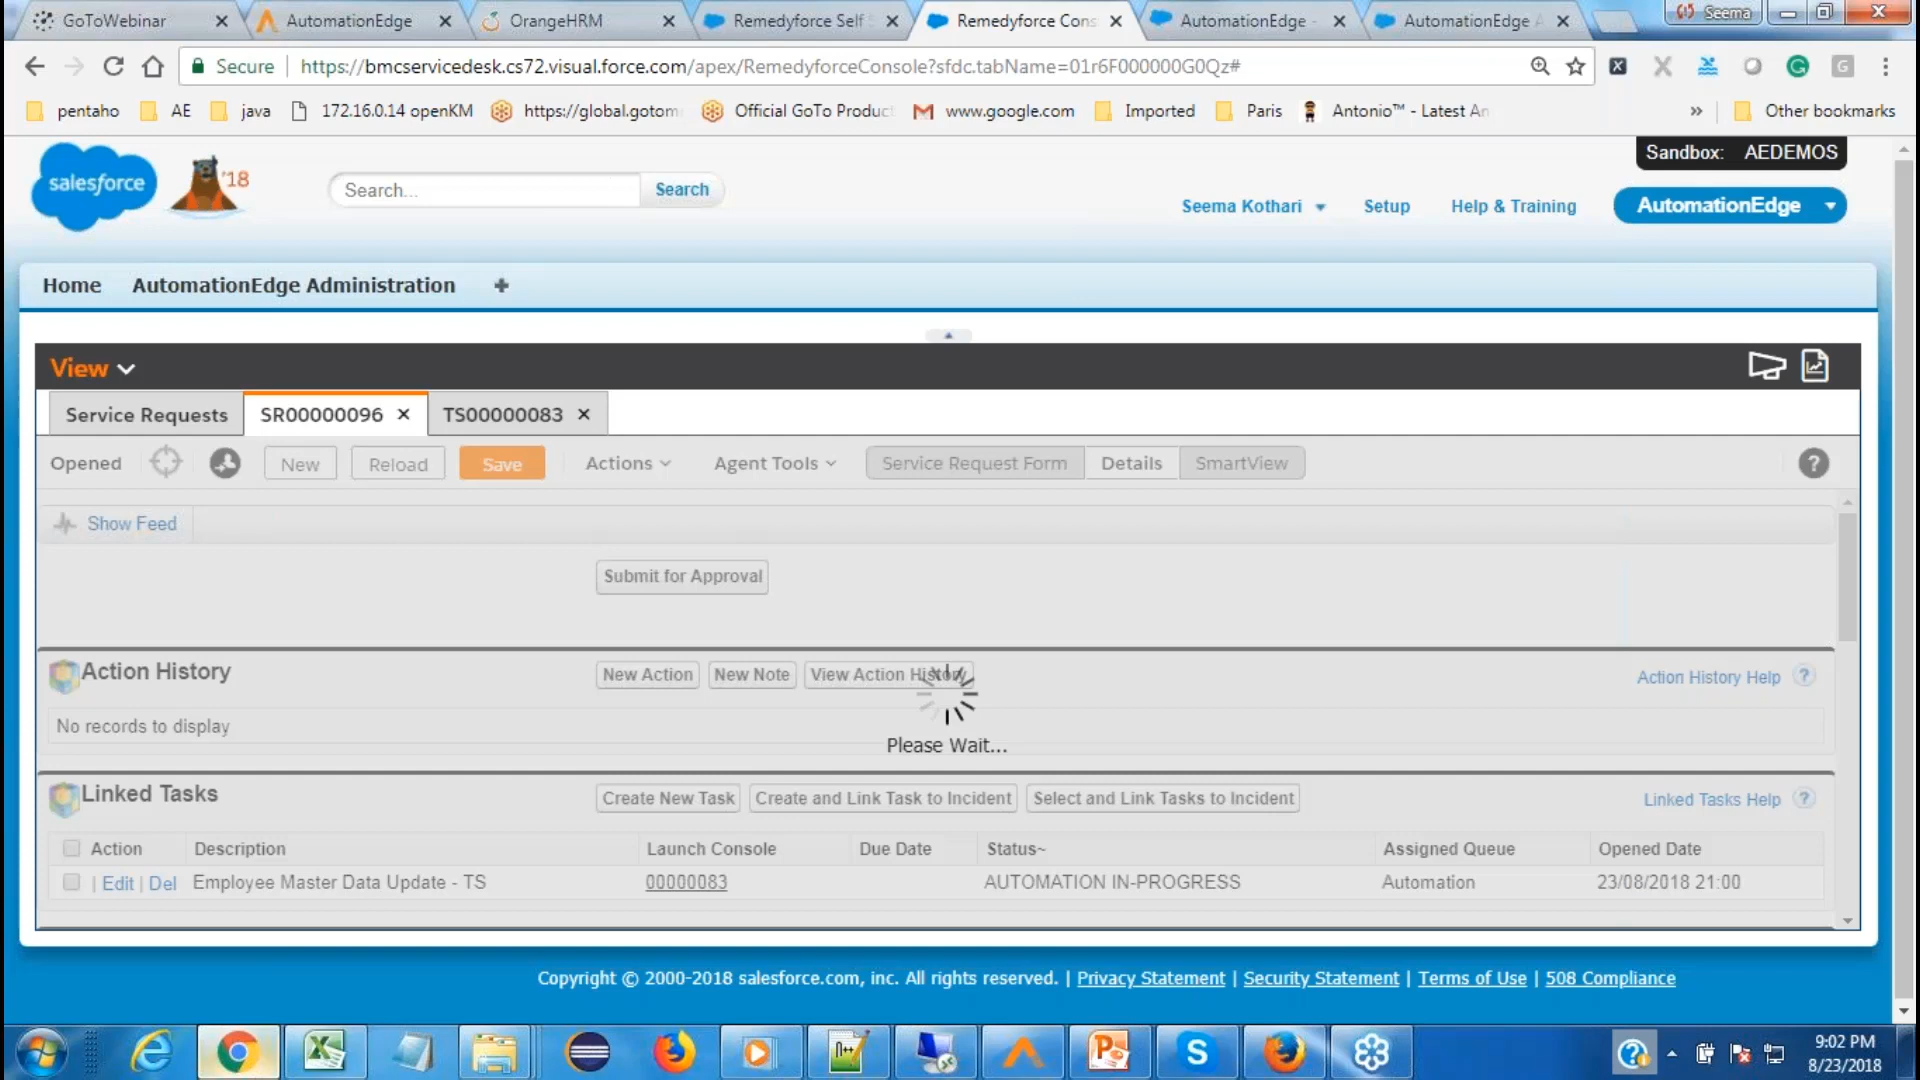 GoToWebinar
AutomationEdge
OrangeHRM
Remedyforce Self
Remedyforce Cons
AutomationEdge -
AutomationEdge A
Seema
Secure
https://bmcservicedesk.cs72.visual.force.com/apex/RemedyforceConsole?sfdc.tabName=01r6F000000G0Qz#
pentaho
AE
java
172.16.0.14 openKM
https://global.gotom
Official GoTo Produc
www.google.com
Imported
Paris
Antonio™ - Latest An
»
Other bookmarks
Sandbox: AEDEMOS
salesforce
'18
Search...
Search
Seema Kothari
Setup
Help & Training
AutomationEdge
Home
AutomationEdge Administration
+
View
Service Requests
SR00000096
TS00000083
Opened
New
Reload
Save
Actions
Agent Tools
Service Request Form
Details
SmartView
?
Show Feed
Submit for Approval
Action History
New Action
New Note
View Action History
Action History Help ?
No records to display
Please Wait...
Linked Tasks
Create New Task
Create and Link Task to Incident
Select and Link Tasks to Incident
Linked Tasks Help ?
Action Description Launch Console Due Date Status~ Assigned Queue Opened Date
| Edit | Del Employee Master Data Update - TS 00000083 AUTOMATION IN-PROGRESS Automation 23/08/2018 21:00
Copyright © 2000-2018 salesforce.com, inc. All rights reserved. | Privacy Statement | Security Statement | Terms of Use | 508 Compliance
9:02 PM
8/23/2018